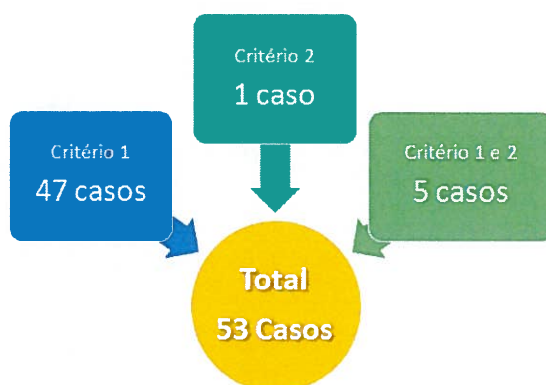 Critério 2
1 caso
Critério 1
47 casos
Critério 1 e 2
5 casos
Total
53 Casos